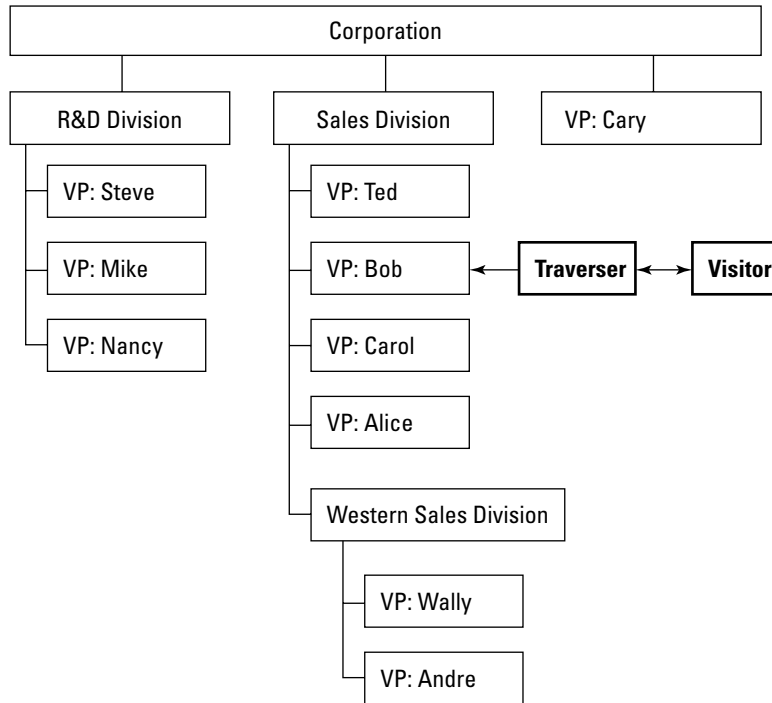 Corporation
R&D Division
Sales Division
VP: Cary
VP: Steve
VP: Ted
VP: Mike
VP: Bob
Traverser
Visitor
VP: Nancy
VP: Carol
VP: Alice
Western Sales Division
VP: Wally
VP: Andre